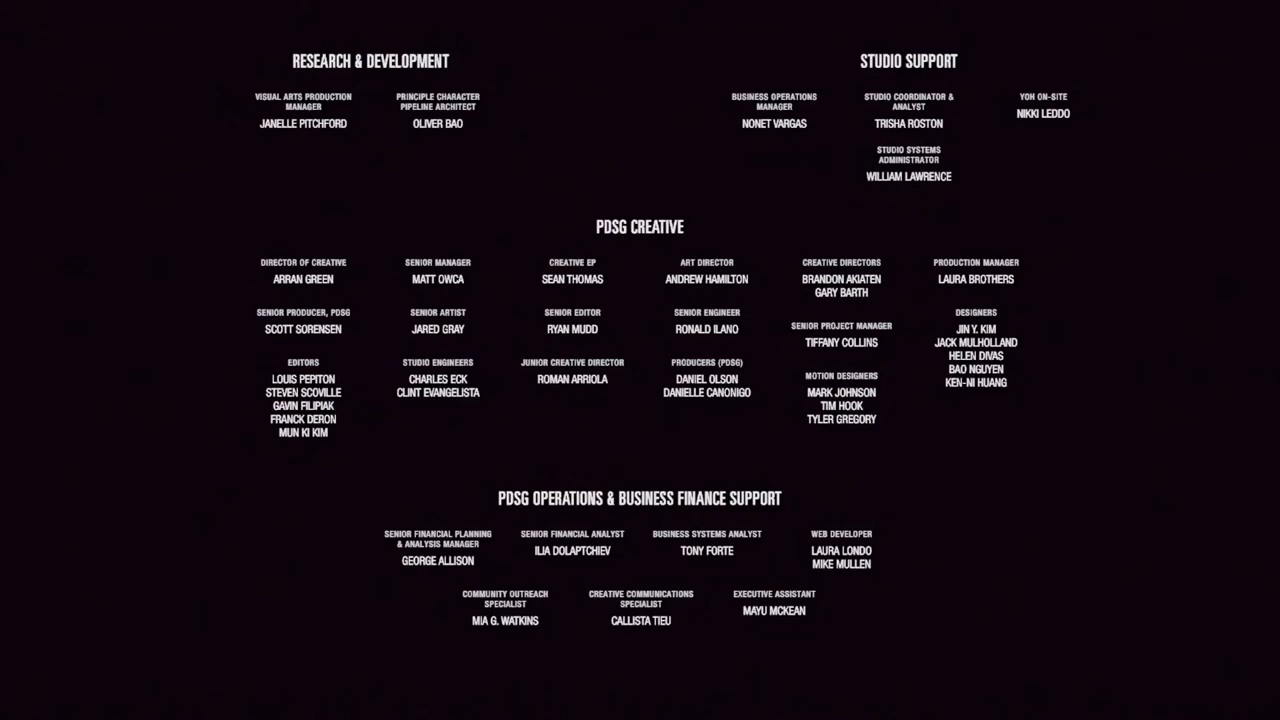 RESEARCH & DEVELOPMENT
VISUAL ARTS PRODUCTION
MANAGER
JANELLE PITCHFORD
PRINCIPLE CHARACTER
PIPELINE ARCHITECT
OLIVER BAO
STUDIO SUPPORT
BUSINESS OPERATIONS
MANAGER
NONET VARGAS
STUDIO COORDINATOR &
ANALYST
TRISHA ROSTON
YOH ON-SITE
NIKKI LEDDO
STUDIO SYSTEMS
ADMINISTRATOR
WILLIAM LAWRENCE
PDSG CREATIVE
DIRECTOR OF CREATIVE
ARRAN GREEN
SENIOR MANAGER
MATT OWCA
CREATIVE EP
SEAN THOMAS
ART DIRECTOR
ANDREW HAMILTON
CREATIVE DIRECTORS
BRANDON AKIATEN
GARY BARTH
PRODUCTION MANAGER
LAURA BROTHERS
SENIOR PRODUCER, PDSG
SCOTT SORENSEN
SENIOR ARTIST
JARED GRAY
SENIOR EDITOR
RYAN MUDD
SENIOR ENGINEER
RONALD ILANO
SENIOR PROJECT MANAGER
TIFFANY COLLINS
DESIGNERS
JIN Y. KIM
JACK MULHOLLAND
HELEN DIVAS
BAO NGUYEN
KEN-NI HUANG
EDITORS
LOUIS PEPITON
STEVEN SCOVILLE
GAVIN FILIPIAK
FRANCK DERON
MUN KI KIM
STUDIO ENGINEERS
CHARLES ECK
CLINT EVANGELISTA
JUNIOR CREATIVE DIRECTOR
ROMAN ARRIOLA
PRODUCERS (PDSG)
DANIEL OLSON
DANIELLE CANONIGO
MOTION DESIGNERS
MARK JOHNSON
TIM HOOK
TYLER GREGORY
PDSG OPERATIONS & BUSINESS FINANCE SUPPORT
SENIOR FINANCIAL PLANNING
& ANALYSIS MANAGER
GEORGE ALLISON
SENIOR FINANCIAL ANALYST
ILIA DOLAPTCHIEV
BUSINESS SYSTEMS ANALYST
TONY FORTE
WEB DEVELOPER
LAURA LONDO
MIKE MULLEN
COMMUNITY OUTREACH
SPECIALIST
MIA G. WATKINS
CREATIVE COMMUNICATIONS
SPECIALIST
CALLISTA TIEU
EXECUTIVE ASSISTANT
MAYU MCKEAN